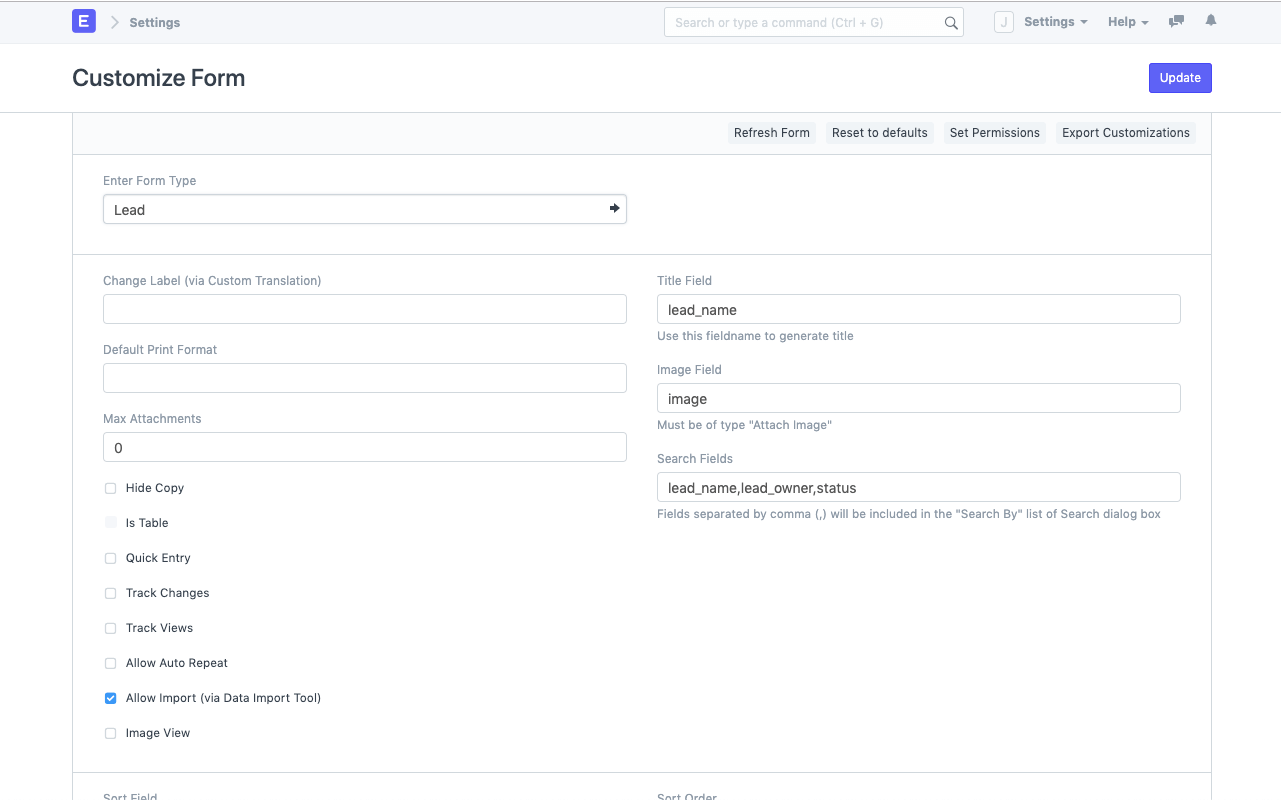 E
Settings
Search or type a command (Ctrl + G)
J
Settings
Help
Customize Form
Update
Refresh Form
Reset to defaults
Set Permissions
Export Customizations
Enter Form Type
Lead
Change Label (via Custom Translation)
Default Print Format
Max Attachments
0
Hide Copy
Is Table
Quick Entry
Track Changes
Track Views
Allow Auto Repeat
Allow Import (via Data Import Tool)
Image View
Title Field
lead_name
Use this fieldname to generate title
Image Field
image
Must be of type "Attach Image"
Search Fields
lead_name,lead_owner,status
Fields separated by comma (,) will be included in the "Search By" list of Search dialog box
Sort Field
Sort Order